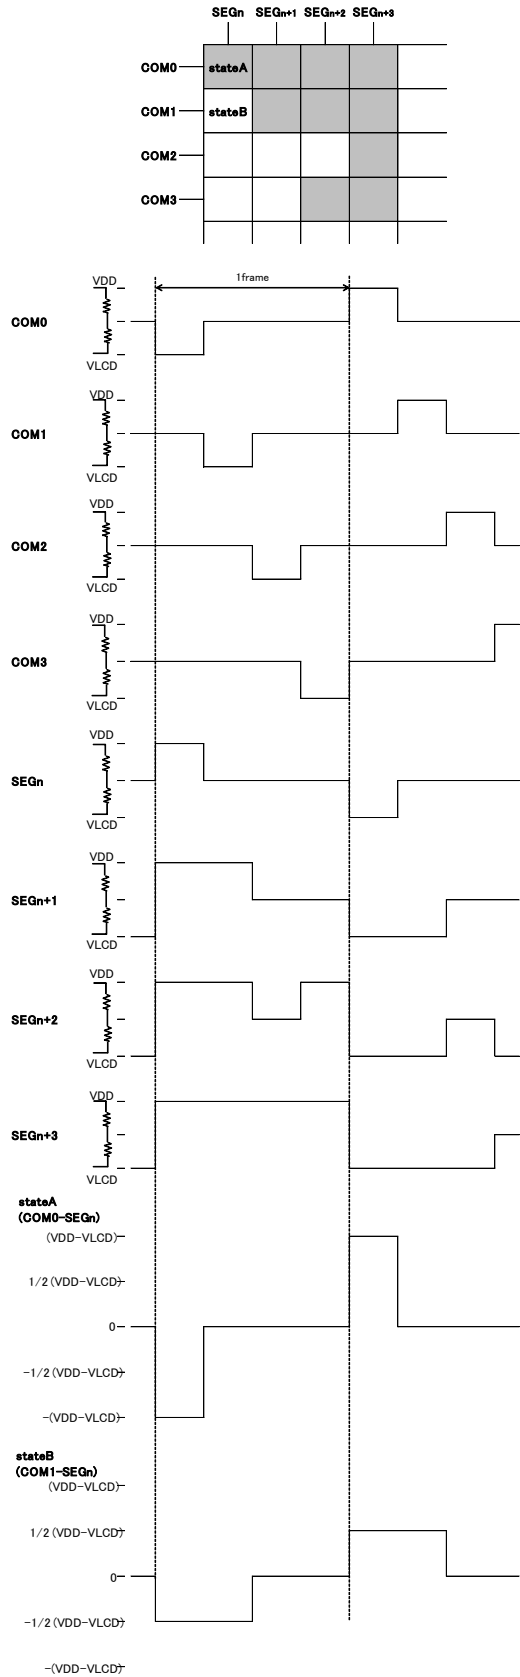 SEGn SEGn+1 SEGn+2 SEGn+3
COM0 stateA
COM1 stateB
COM2
COM3
1frame
VDD
COM0
VLCD
VDD
COM1
VLCD
VDD
COM2
VLCD
VDD
COM3
VLCD
VDD
SEGn
VLCD
VDD
SEGn+1
VLCD
VDD
SEGn+2
VLCD
VDD
SEGn+3
VLCD
stateA
(COM0-SEGn)
(VDD-VLCD)
1/2(VDD-VLCD)
0
-1/2(VDD-VLCD)
-(VDD-VLCD)
stateB
(COM1-SEGn)
(VDD-VLCD)
1/2(VDD-VLCD)
0
-1/2(VDD-VLCD)
-(VDD-VLCD)